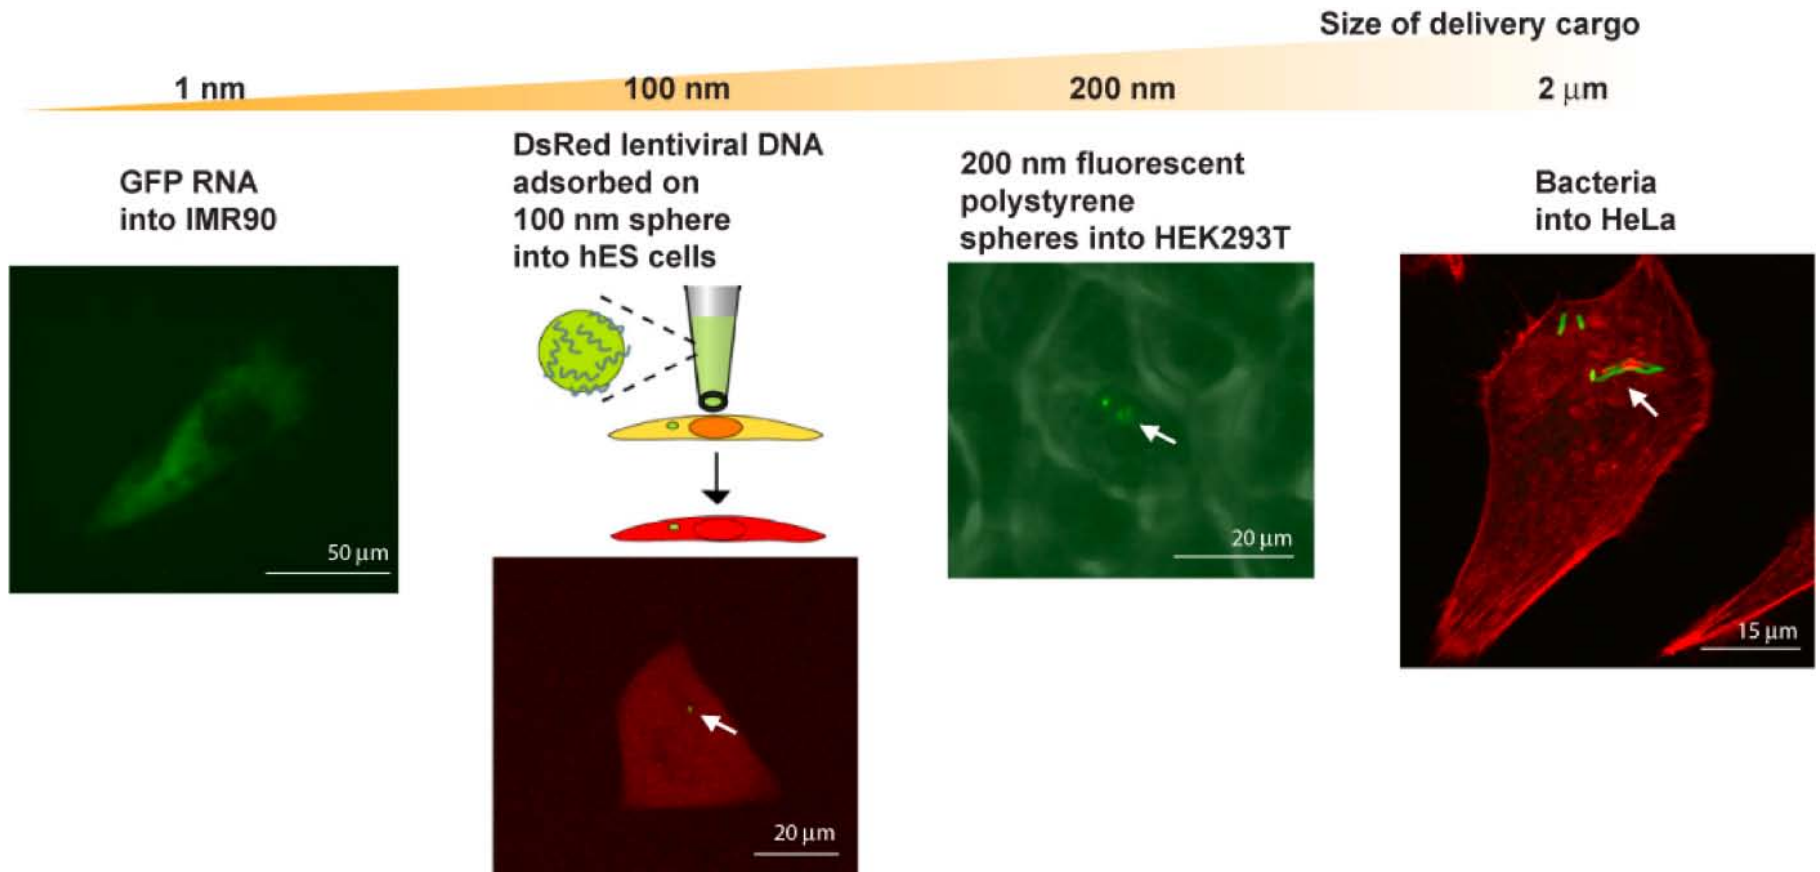 Size of delivery cargo
1 nm
100 nm
200 nm
2 μm
GFP RNA
into IMR90
DsRed lentiviral DNA
adsorbed on
100 nm sphere
into hES cells
200 nm fluorescent
polystyrene
spheres into HEK293T
Bacteria
into HeLa
50 μm
20 μm
20 μm
15 μm